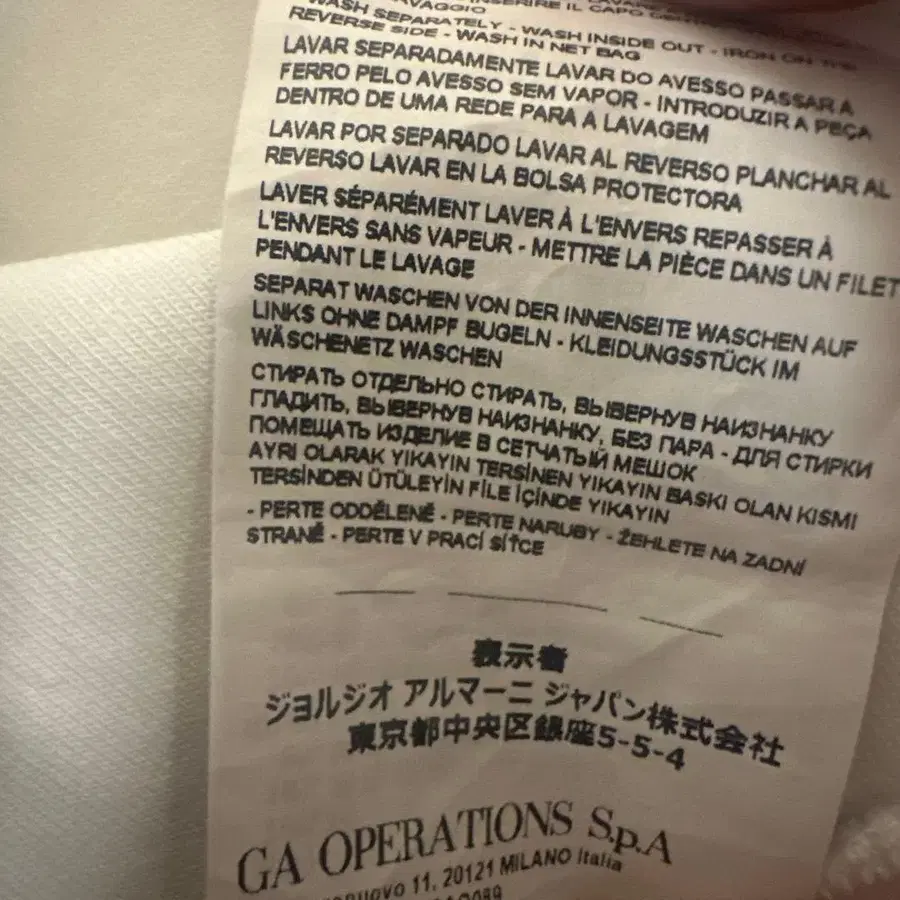 LAVAGGIO
WASH SEPARATELY - WASH INSIDE OUT - IRON ON THE
REVERSE SIDE - WASH IN NET BAG
LAVAR SEPARADAMENTE LAVAR DO AVESSO PASSAR A
FERRO PELO AVESSO SEM VAPOR - INTRODUZIR A PEÇA
DENTRO DE UMA REDE PARA A LAVAGEM
LAVAR POR SEPARADO LAVAR AL REVERSO PLANCHAR AL
REVERSO LAVAR EN LA BOLSA PROTECTORA
LAVER SÉPARÉMENT LAVER À L'ENVERS REPASSER À
L'ENVERS SANS VAPEUR - METTRE LA PIÈCE DANS UN FILET
PENDANT LE LAVAGE
SEPARAT WASCHEN VON DER INNENSEITE WASCHEN AUF
LINKS OHNE DAMPF BUGELN - KLEIDUNGSSTÜCK IM
WÄSCHENETZ WASCHEN
СТИРАТЬ ОТДЕЛЬНО СТИРАТЬ, ВЫВЕРНУВ НАИЗНАНКУ
ГЛАДИТЬ, ВЫВЕРНУВ НАИЗНАНКУ, БЕЗ ПАРА - ДЛЯ СТИРКИ
ПОМЕЩАТЬ ИЗДЕЛИЕ В СЕТЧАТЫЙ МЕШОК
AYRI OLARAK YIKAYIN TERSİNEN YIKAYIN BASKI OLAN KISMI
TERSİNDEN ÜTÜLEYİN FİLE İÇİNDE YIKAYIN
- PERTE ODDĚLENĚ - PERTE NARUBY - ŽEHLETE NA ZADNÍ
STRANĚ - PERTE V PRACÍ SÍŤCE
表示者
ジョルジオ アルマーニ ジャパン株式会社
東京都中央区銀座5-5-4
GA OPERATIONS S.p.A
11, 20121 MILANO Italia